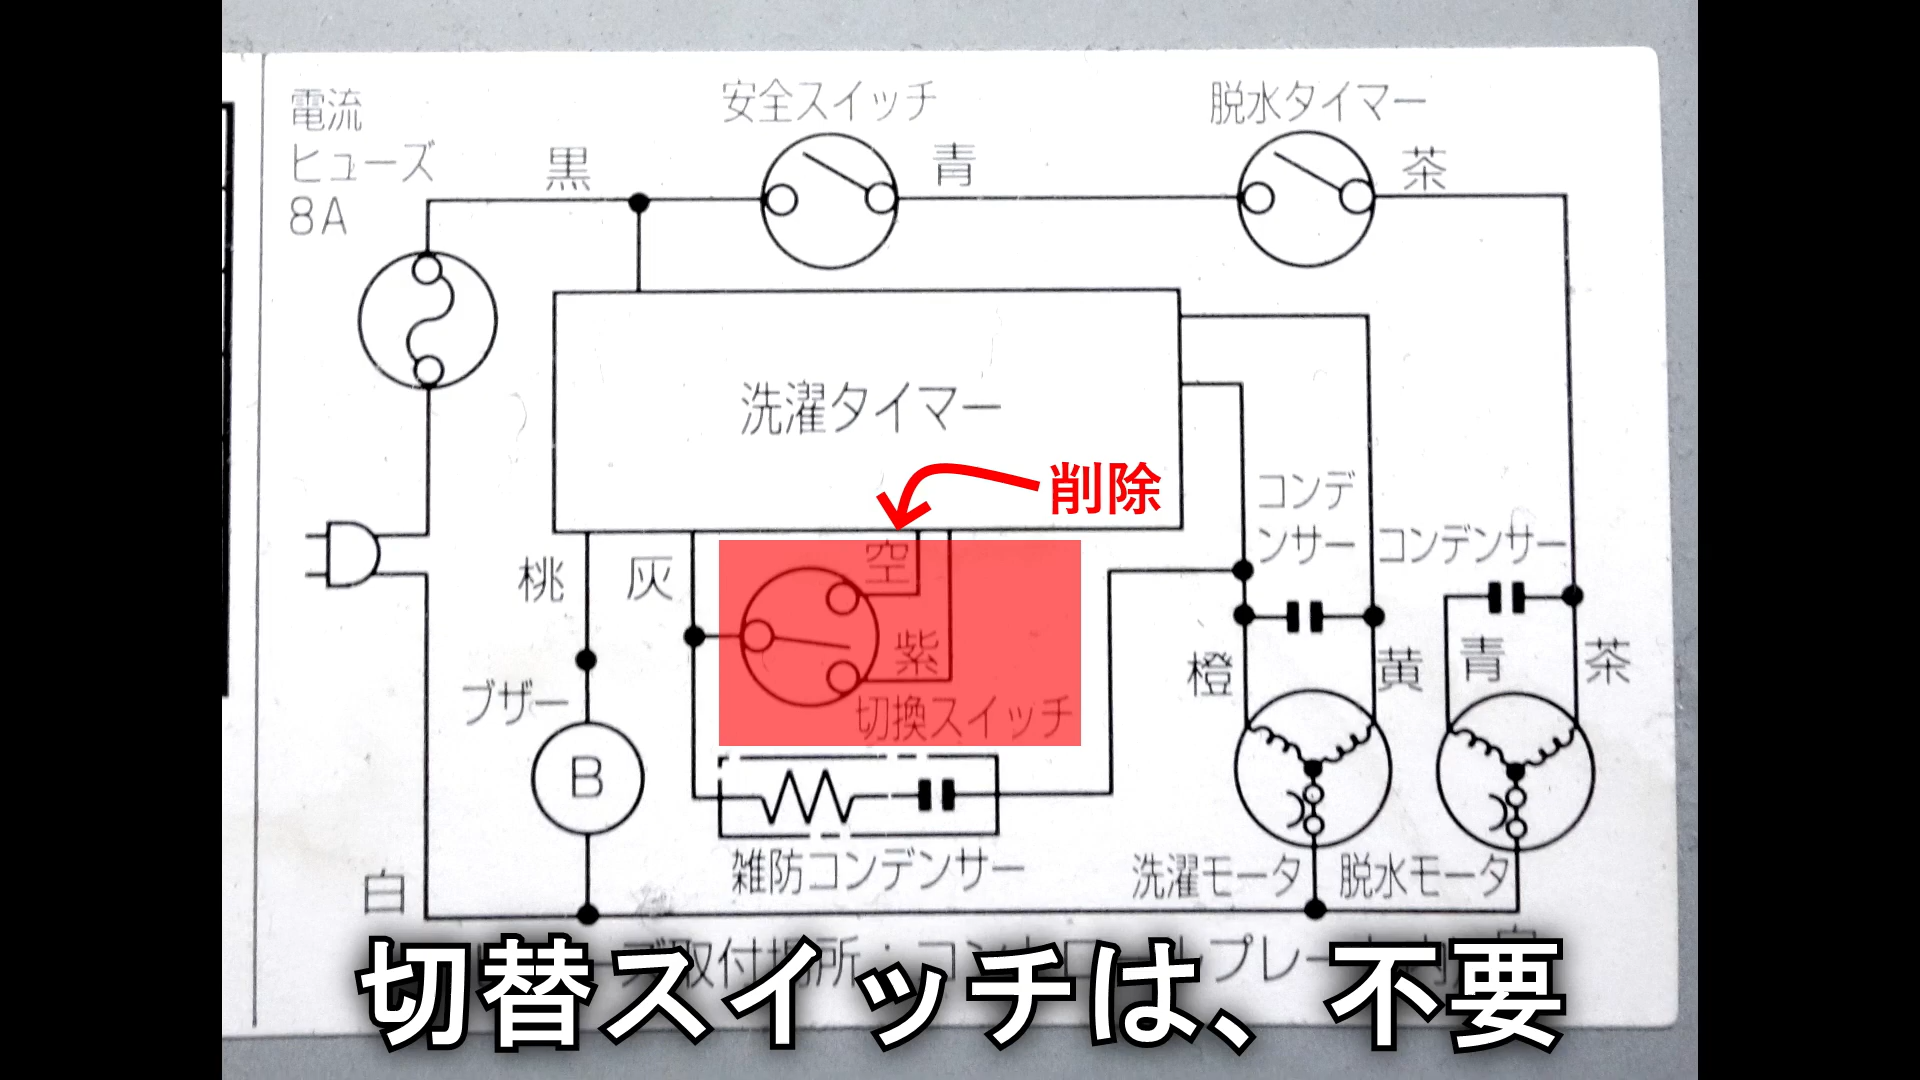 電流
ヒューズ
8A
黒
安全スイッチ
青
脱水タイマー
茶
洗濯タイマー
削除
桃
灰
空
紫
切換スイッチ
コンデ
ンサー
コンデンサー
橙
黄
青
茶
ブザー
B
雑防コンデンサー
洗濯モータ
脱水モータ
白
切替スイッチは、不要